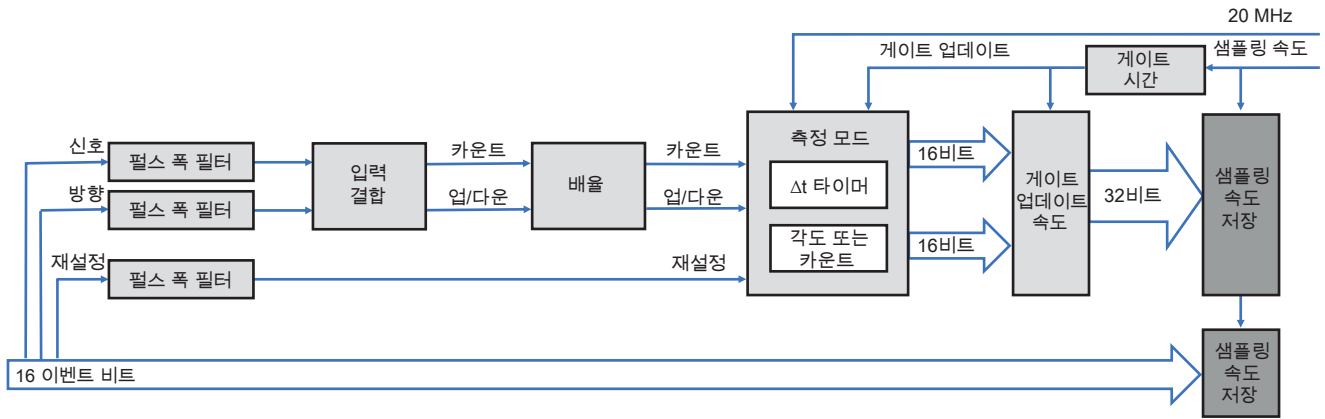 20 MHz
게이트 업데이트
게이트
시간
샘플링 속도
신호
펄스 폭 필터
방향
펄스 폭 필터
재설정
펄스 폭 필터
입력
결합
카운트
업/다운
배율
카운트
업/다운
재설정
측정 모드
Δt 타이머
각도 또는
카운트
16비트
16비트
게이트
업데이트
속도
32비트
샘플링
속도
저장
16 이벤트 비트
샘플링
속도
저장